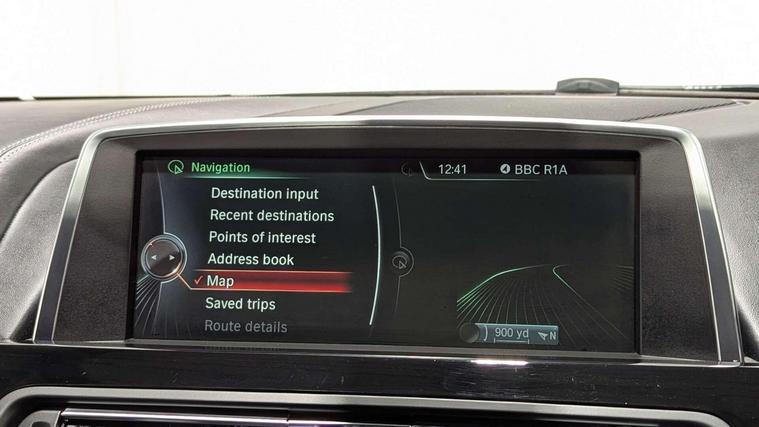 Navigation
12:41 BBC R1A
Destination input
Recent destinations
Points of interest
Address book
Map
Saved trips
Route details
900 yd N